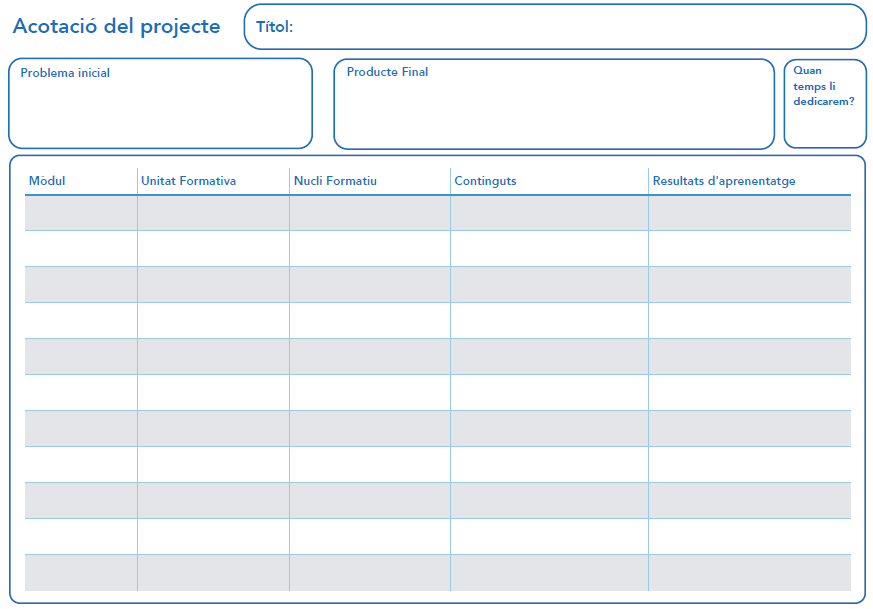 Acotació del projecte
Títol:
Problema inicial
Producte Final
Quan
temps li
dedicarem?
Mòdul
Unitat Formativa
Nucli Formatiu
Continguts
Resultats d'aprenentatge